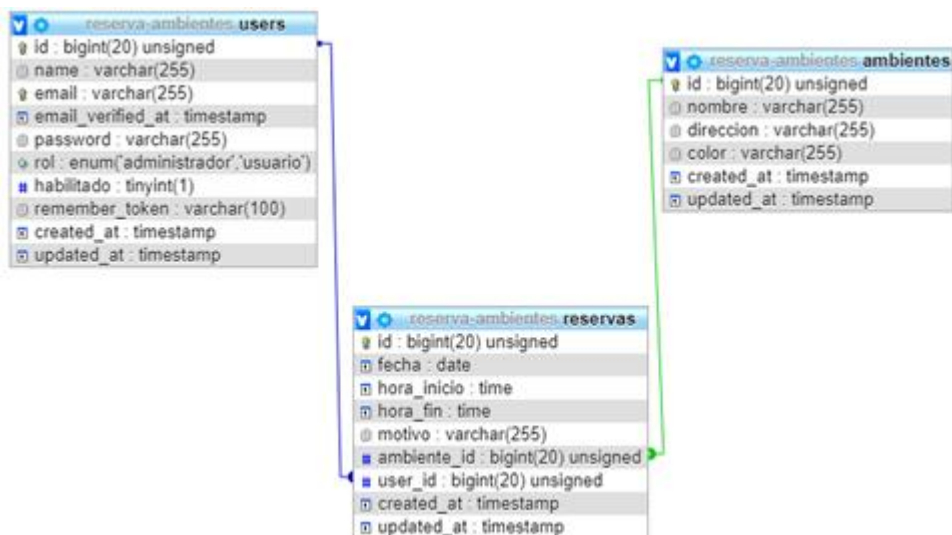 reserva-ambientes users
id : bigint(20) unsigned
name : varchar(255)
email : varchar(255)
email_verified_at : timestamp
password : varchar(255)
rol : enum('administrador','usuario')
habilitado : tinyint(1)
remember_token : varchar(100)
created_at : timestamp
updated_at : timestamp
reserva-ambientes ambientes
id : bigint(20) unsigned
nombre : varchar(255)
direccion : varchar(255)
color : varchar(255)
created_at : timestamp
updated_at : timestamp
reserva-ambientes reservas
id : bigint(20) unsigned
fecha : date
hora_inicio : time
hora_fin : time
motivo : varchar(255)
ambiente_id : bigint(20) unsigned
user_id : bigint(20) unsigned
created_at : timestamp
updated_at : timestamp